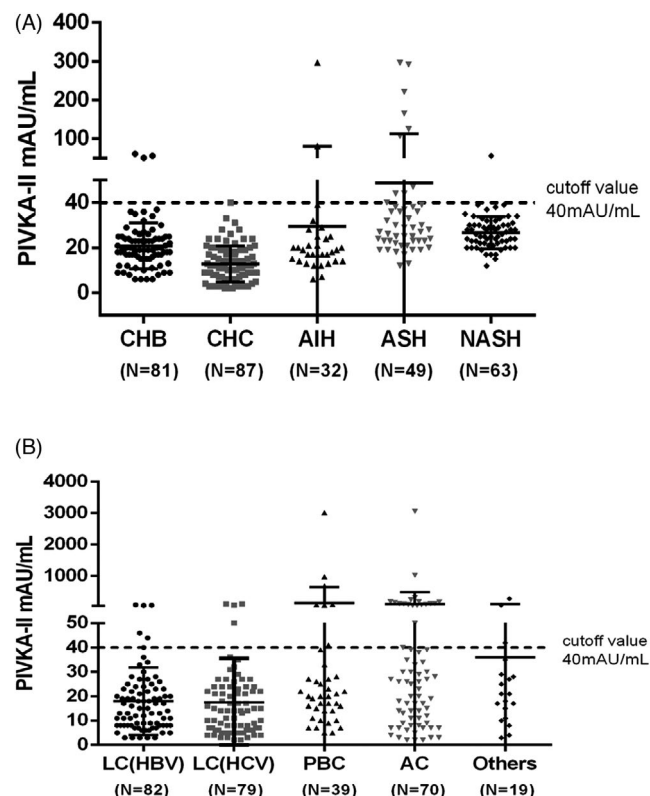 (A)
PIVKA-II mAU/mL
400
300
200
100
40
20
0
cutoff value
40mAU/mL
CHB CHC AIH ASH NASH
(N=81) (N=87) (N=32) (N=49) (N=63)
(B)
PIVKA-II mAU/mL
4000
3000
2000
1000
50
40
30
20
10
0
cutoff value
40mAU/mL
LC(HBV) LC(HCV) PBC AC Others
(N=82) (N=79) (N=39) (N=70) (N=19)